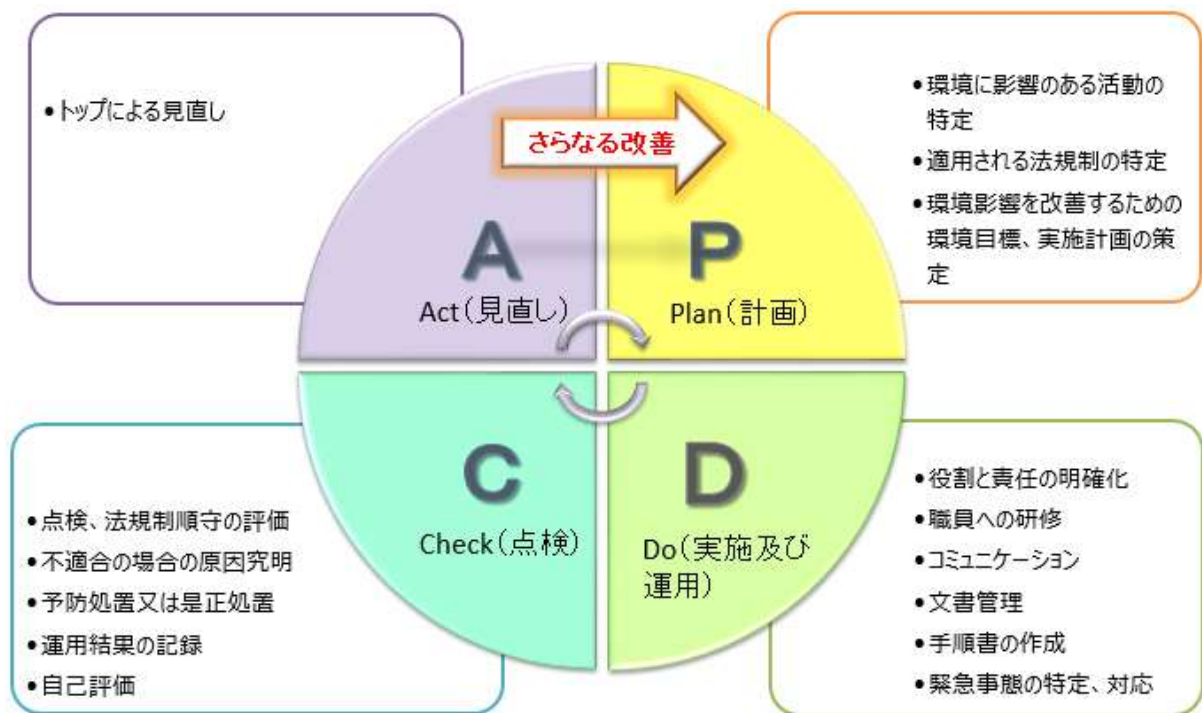 •トップによる見直し
さらなる改善
•環境に影響のある活動の
特定
•適用される法規制の特定
•環境影響を改善するための
環境目標、実施計画の策
定
A
Act(見直し)
P
Plan(計画)
C
Check(点検)
D
Do(実施及び
運用)
•点検、法規制順守の評価
•不適合の場合の原因究明
•予防処置又は是正処置
•運用結果の記録
•自己評価
•役割と責任の明確化
•職員への研修
•コミュニケーション
•文書管理
•手順書の作成
•緊急事態の特定、対応